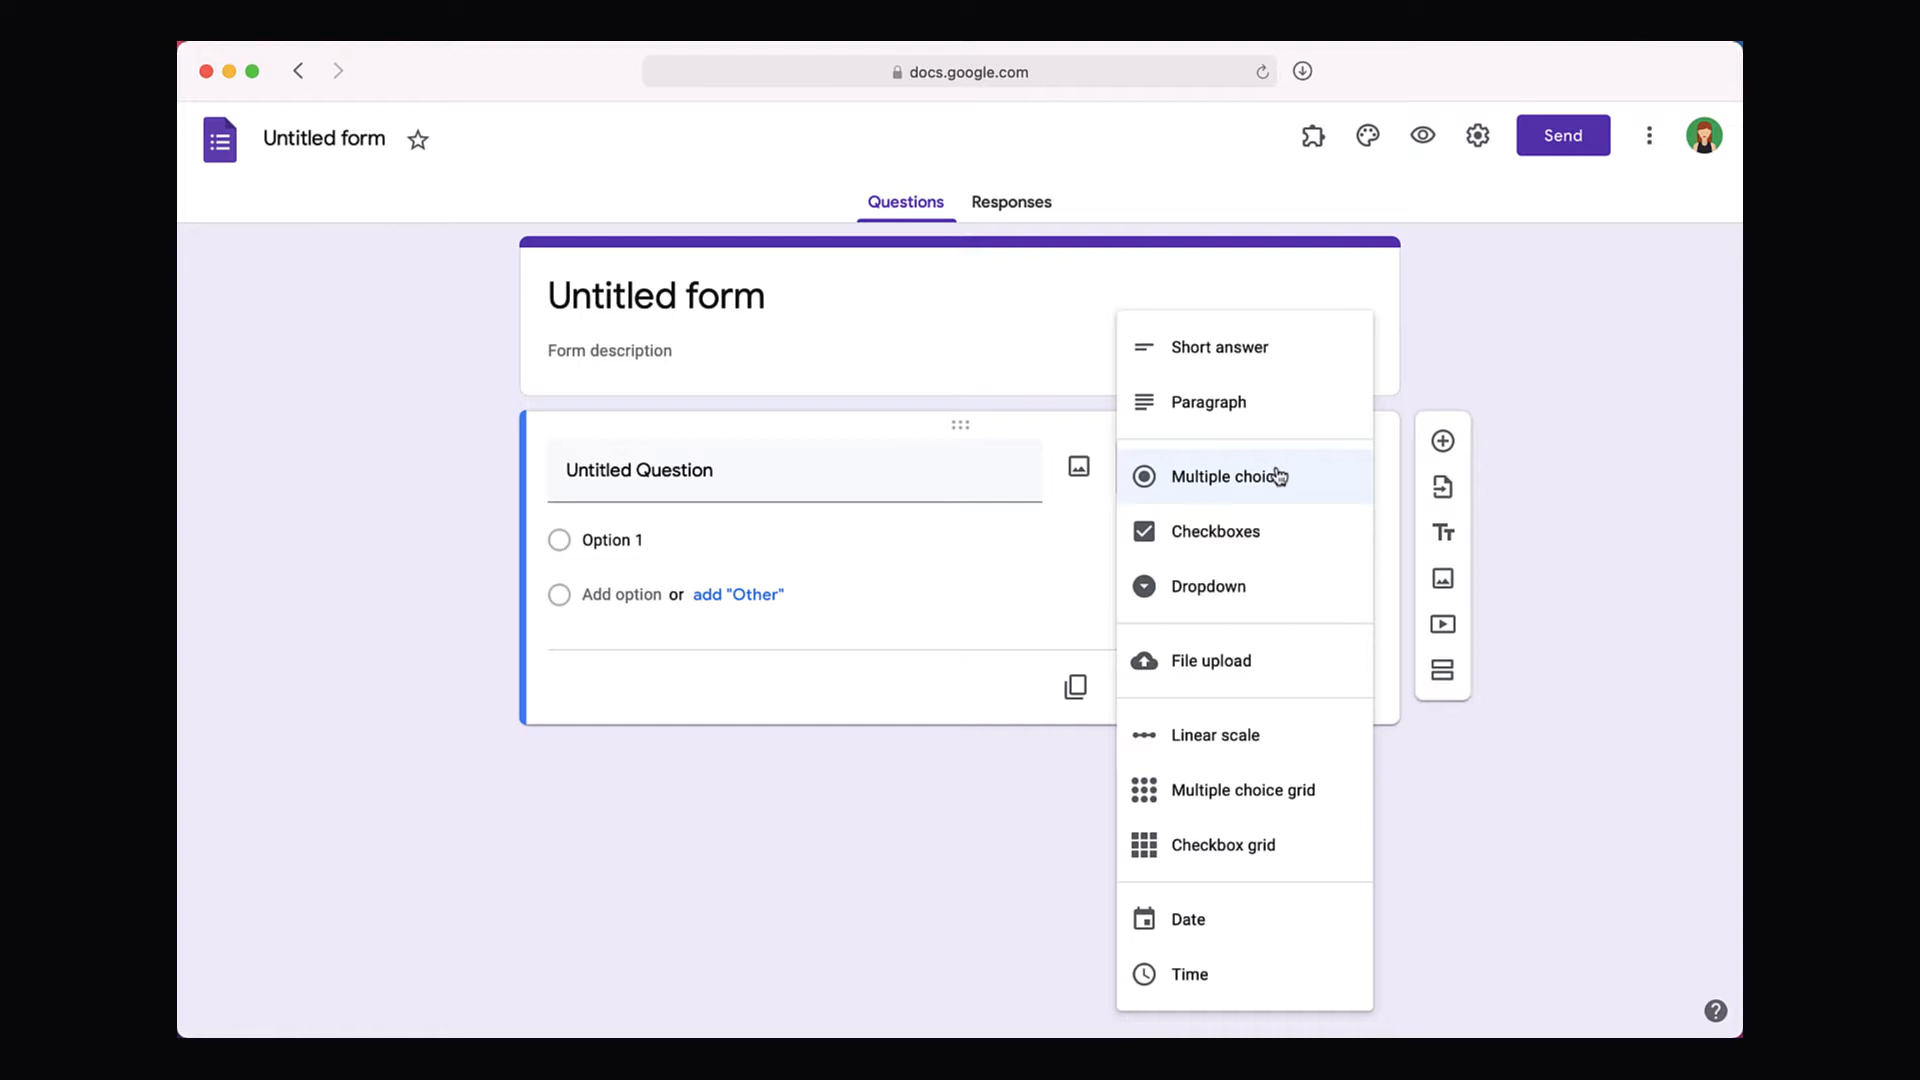 docs.google.com
Untitled form
Send
Questions Responses
Untitled form
Form description
Untitled Question
Option 1
Add option or add "Other"
Short answer
Paragraph
Multiple choice
Checkboxes
Dropdown
File upload
Linear scale
Multiple choice grid
Checkbox grid
Date
Time